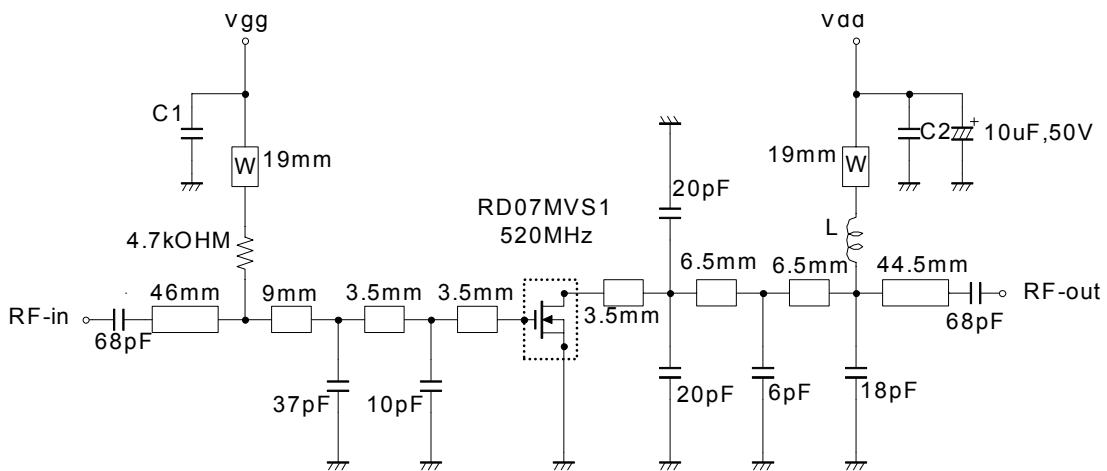 Vgg
Vdd
C1
W
19mm
4.7kOHM
RD07MVS1
520MHz
20pF
19mm
W
C2
+
10uF,50V
L
RF-in
68pF
46mm
9mm
3.5mm
3.5mm
3.5mm
6.5mm
6.5mm
44.5mm
68pF
RF-out
37pF
10pF
20pF
6pF
18pF